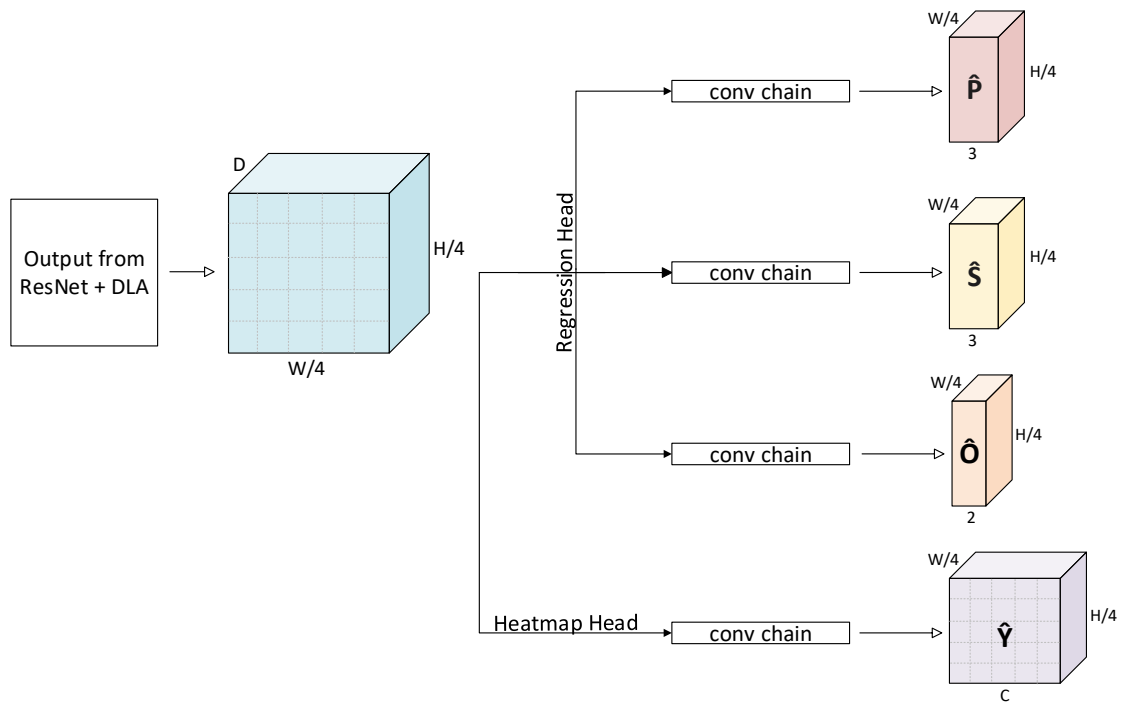 Output from
ResNet + DLA
D
H/4
W/4
Regression Head
Heatmap Head
conv chain
W/4
H/4
P̂
3
conv chain
W/4
H/4
Ŝ
3
conv chain
W/4
H/4
Ô
2
conv chain
W/4
H/4
Ŷ
C